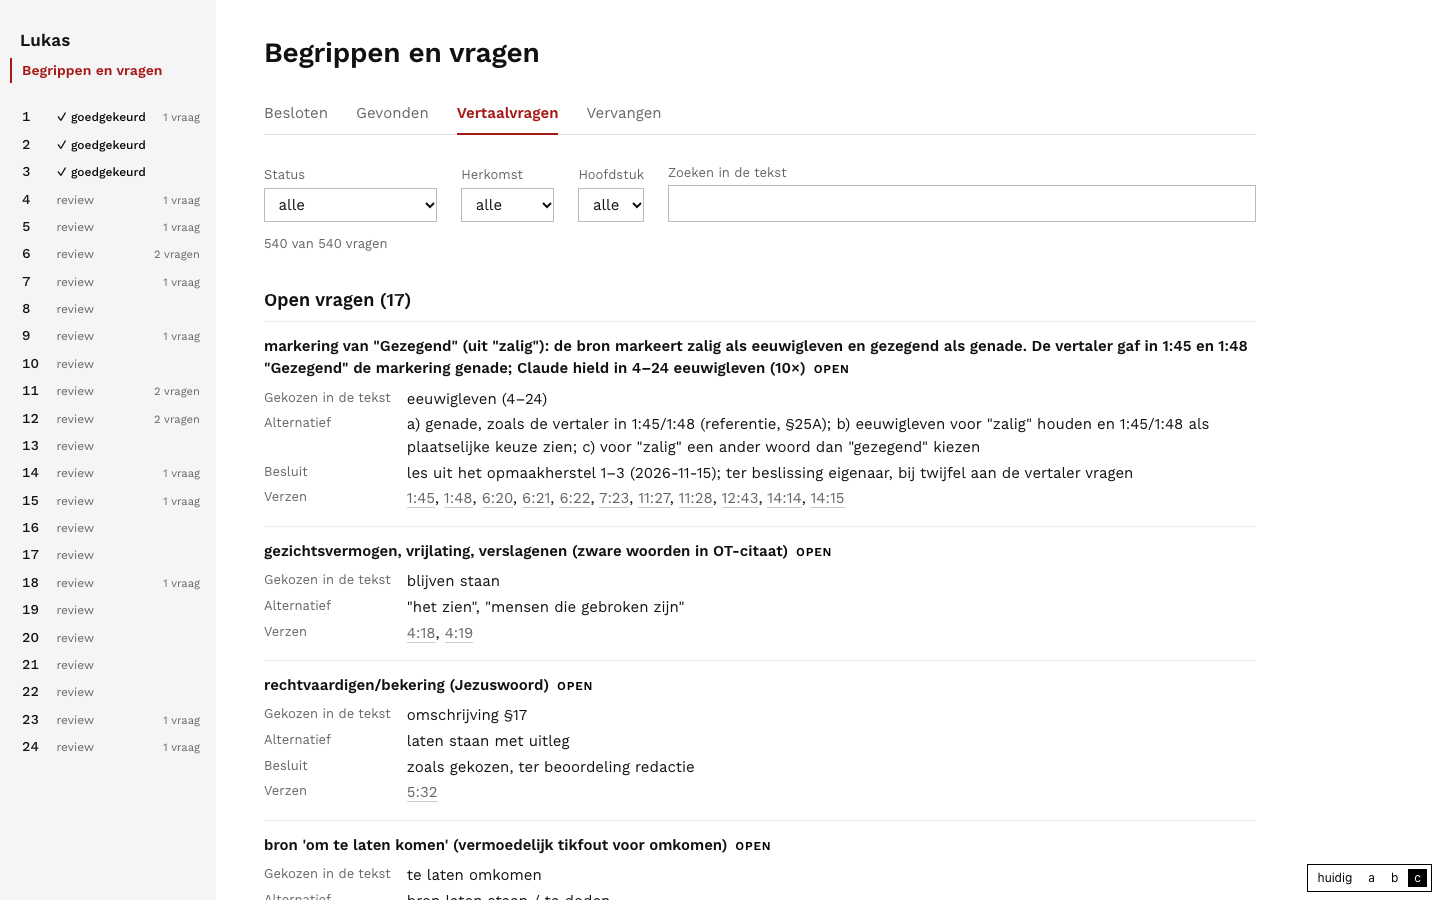 Lukas
Begrippen en vragen
1 ✓ goedgekeurd 1 vraag
2 ✓ goedgekeurd
3 ✓ goedgekeurd
4 review 1 vraag
5 review 1 vraag
6 review 2 vragen
7 review 1 vraag
8 review
9 review 1 vraag
10 review
11 review 2 vragen
12 review 2 vragen
13 review
14 review 1 vraag
15 review 1 vraag
16 review
17 review
18 review 1 vraag
19 review
20 review
21 review
22 review
23 review 1 vraag
24 review 1 vraag
Begrippen en vragen
Besloten Gevonden Vertaalvragen Vervangen
Status Herkomst Hoofdstuk Zoeken in de tekst
alle alle alle
540 van 540 vragen
Open vragen (17)
markering van "Gezegend" (uit "zalig"): de bron markeert zalig als eeuwigleven en gezegend als genade. De vertaler gaf in 1:45 en 1:48
"Gezegend" de markering genade; Claude hield in 4–24 eeuwigleven (10×) OPEN
Gekozen in de tekst eeuwigleven (4–24)
Alternatief a) genade, zoals de vertaler in 1:45/1:48 (referentie, §25A); b) eeuwigleven voor "zalig" houden en 1:45/1:48 als
plaatselijke keuze zien; c) voor "zalig" een ander woord dan "gezegend" kiezen
Besluit les uit het opmaakherstel 1–3 (2026-11-15); ter beslissing eigenaar, bij twijfel aan de vertaler vragen
Verzen 1:45, 1:48, 6:20, 6:21, 6:22, 7:23, 11:27, 11:28, 12:43, 14:14, 14:15
gezichtsvermogen, vrijlating, verslagenen (zware woorden in OT-citaat) OPEN
Gekozen in de tekst blijven staan
Alternatief "het zien", "mensen die gebroken zijn"
Verzen 4:18, 4:19
rechtvaardigen/bekering (Jezuswoord) OPEN
Gekozen in de tekst omschrijving §17
Alternatief laten staan met uitleg
Besluit zoals gekozen, ter beoordeling redactie
Verzen 5:32
bron 'om te laten komen' (vermoedelijk tikfout voor omkomen) OPEN
Gekozen in de tekst te laten omkomen
Alternatief bron laten staan / te doden
huidig a b c